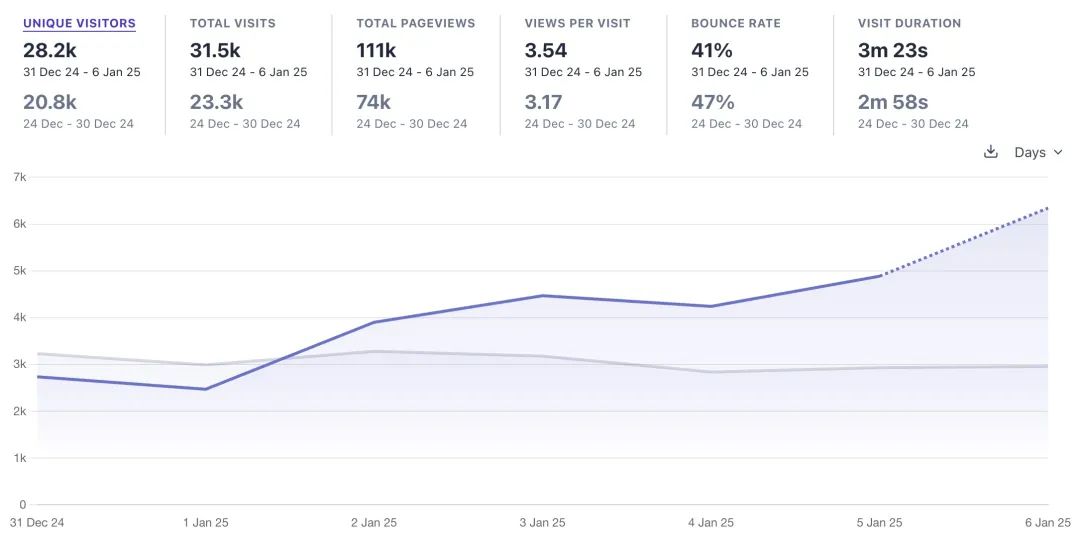 UNIQUE VISITORS
28.2k
31 Dec 24 - 6 Jan 25
20.8k
24 Dec - 30 Dec 24
TOTAL VISITS
31.5k
31 Dec 24 - 6 Jan 25
23.3k
24 Dec - 30 Dec 24
TOTAL PAGEVIEWS
111k
31 Dec 24 - 6 Jan 25
74k
24 Dec - 30 Dec 24
VIEWS PER VISIT
3.54
31 Dec 24 - 6 Jan 25
3.17
24 Dec - 30 Dec 24
BOUNCE RATE
41%
31 Dec 24 - 6 Jan 25
47%
24 Dec - 30 Dec 24
VISIT DURATION
3m 23s
31 Dec 24 - 6 Jan 25
2m 58s
24 Dec - 30 Dec 24
Days
7k
6k
5k
4k
3k
2k
1k
0
31 Dec 24
1 Jan 25
2 Jan 25
3 Jan 25
4 Jan 25
5 Jan 25
6 Jan 25